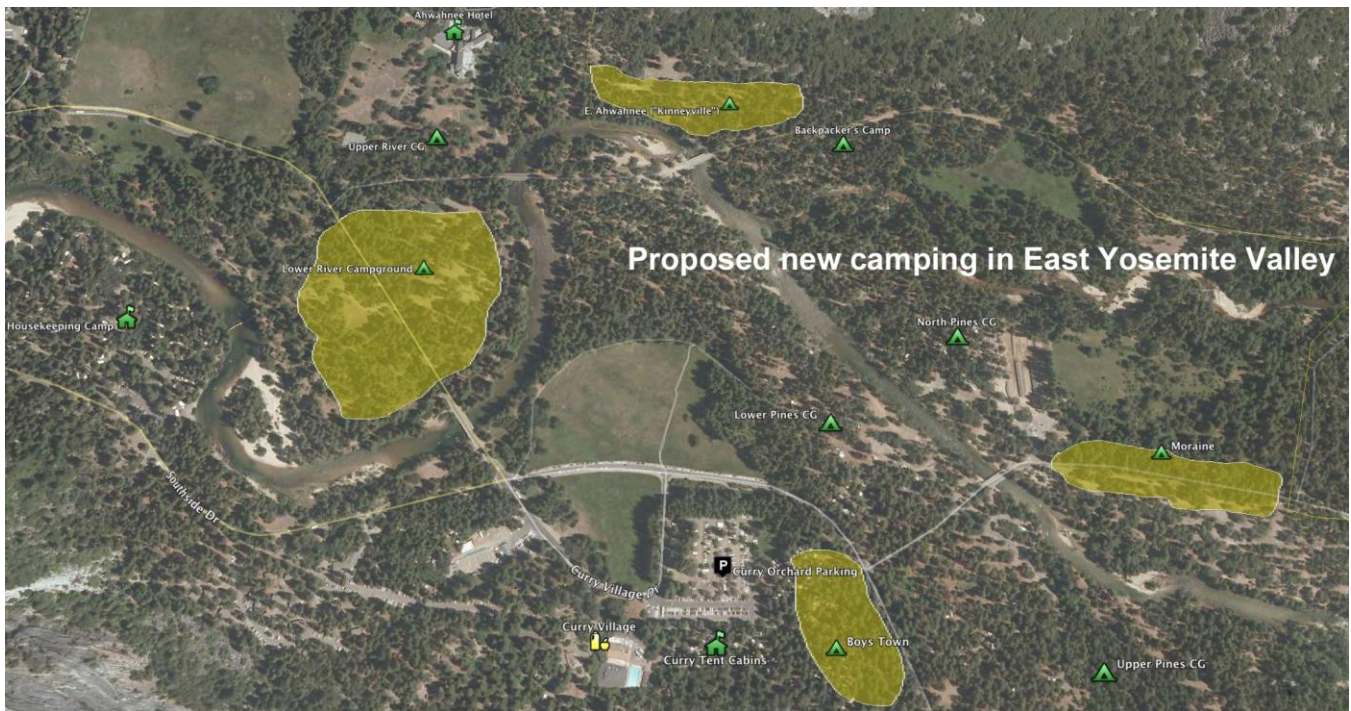 Ahwahnee Hotel
E. Ahwahnee ("Kinneyville")
Backpacker's Camp
Upper River CG
Proposed new camping in East Yosemite Valley
Lower River Campground
Housekeeping Camp
North Pines CG
Lower Pines CG
Moraine
Southside Dr
P
Curry Orchard Parking
Curry Village Dr
Curry Village
Boys Town
Curry Tent Cabins
Upper Pines CG